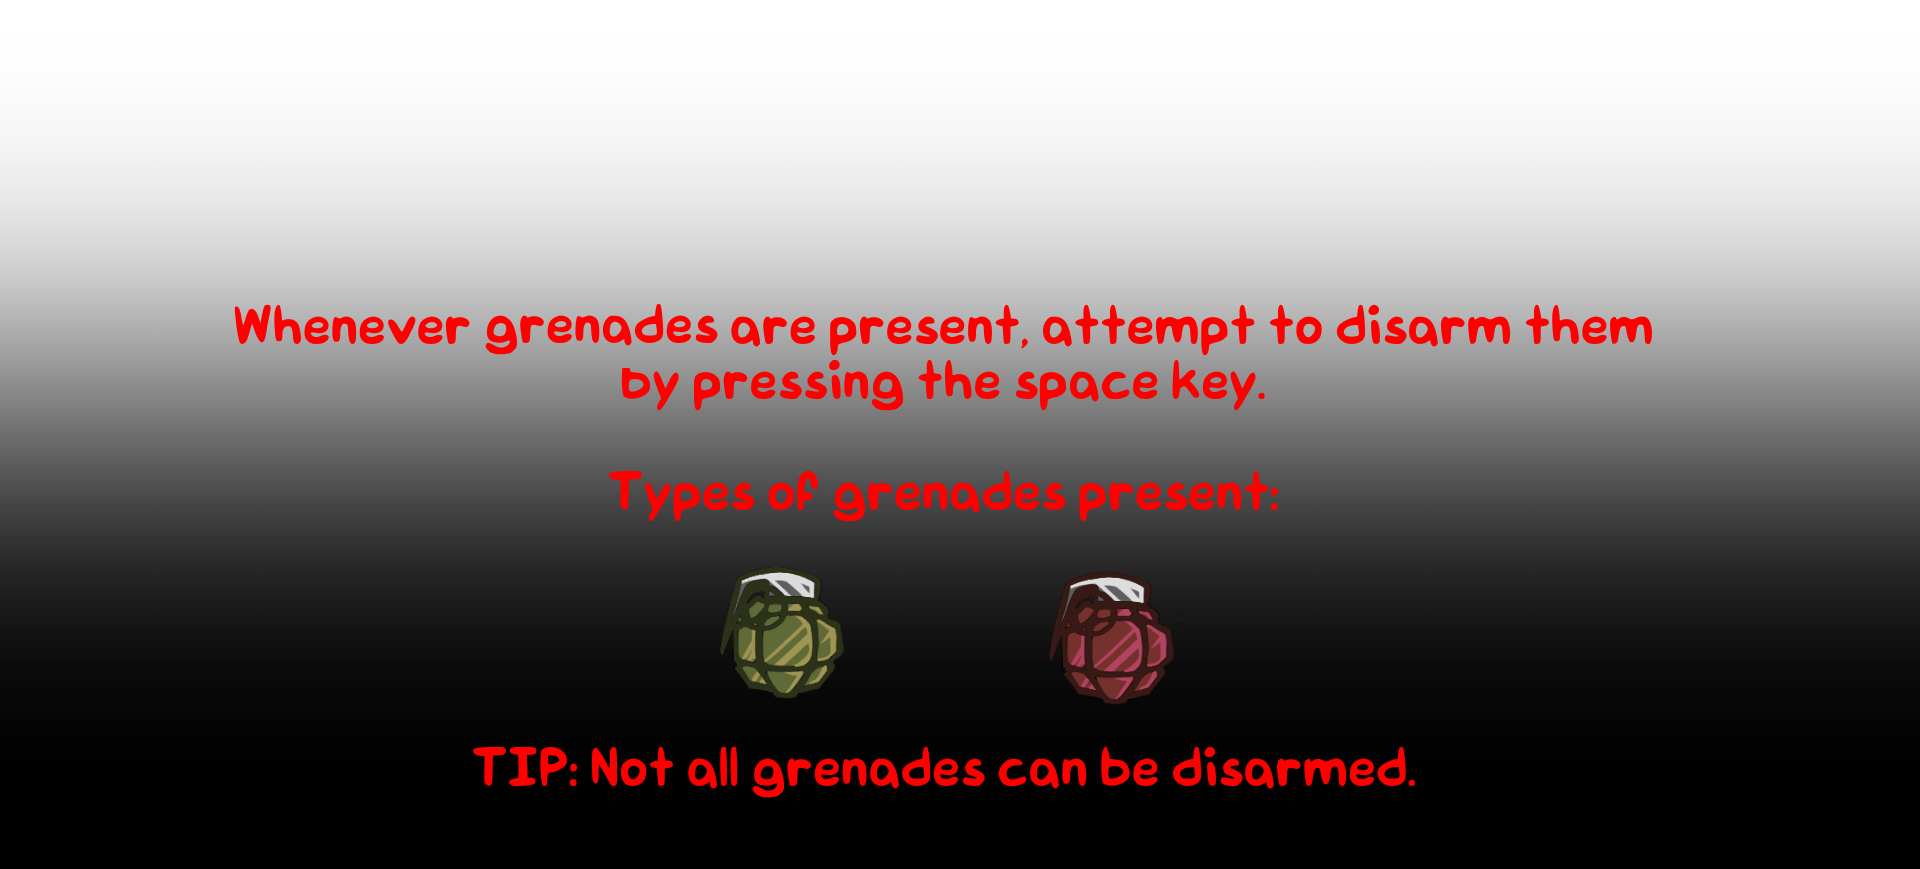 Whenever grenades are present, attempt to disarm them
by pressing the space key.
Types of grenades present:
TIP: Not all grenades can be disarmed.